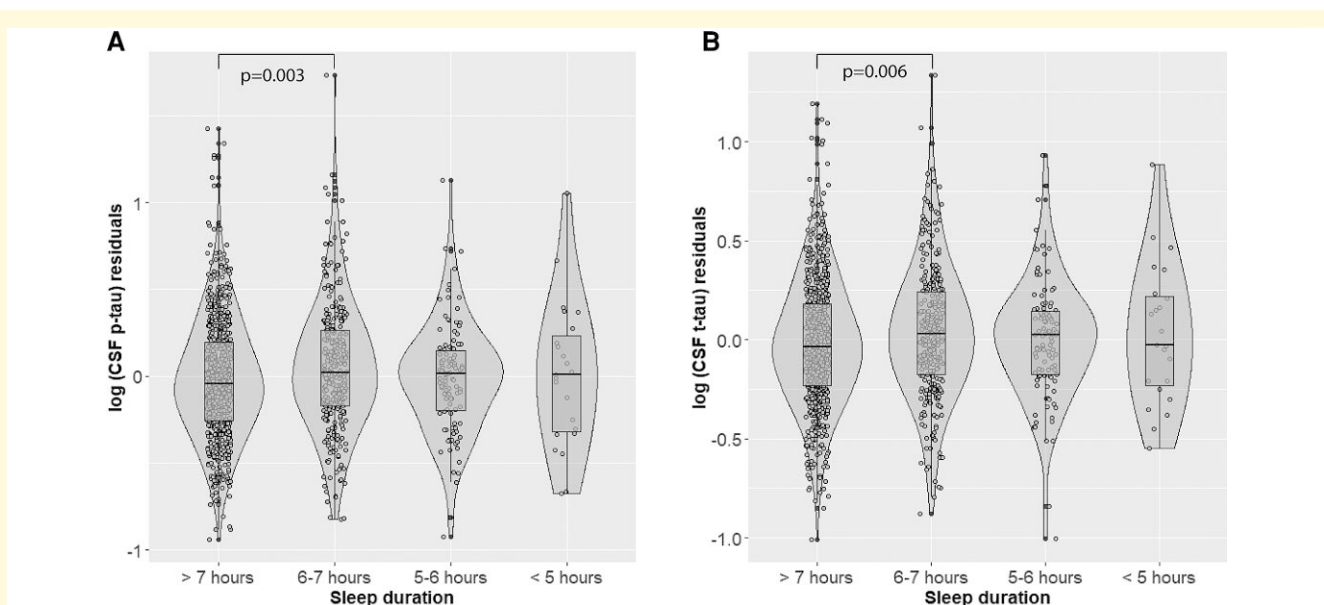 A
p=0.003
log (CSF p-tau) residuals
1
0
-1
> 7 hours
6-7 hours
5-6 hours
< 5 hours
Sleep duration
B
p=0.006
log (CSF t-tau) residuals
1.0
0.5
0.0
-0.5
-1.0
> 7 hours
6-7 hours
5-6 hours
< 5 hours
Sleep duration